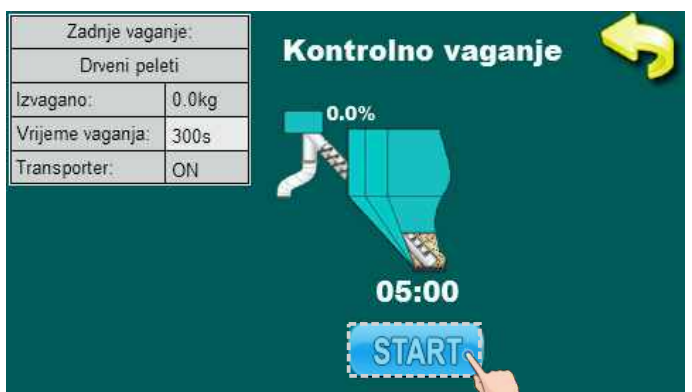 Zadnje vaganje:
Drveni peleti
Izvagano: 0.0kg
Vrijeme vaganja: 300s
Transporter: ON
Kontrolno vaganje
0.0%
05:00
START